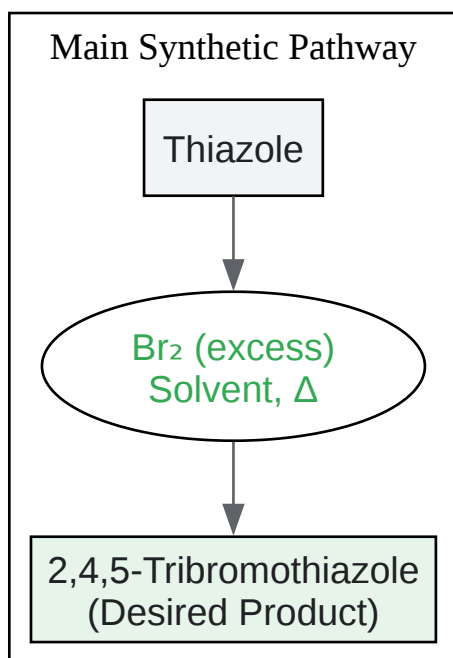 Main Synthetic Pathway
Thiazole
Br₂ (excess)
Solvent, Δ
2,4,5-Tribromothiazole
(Desired Product)